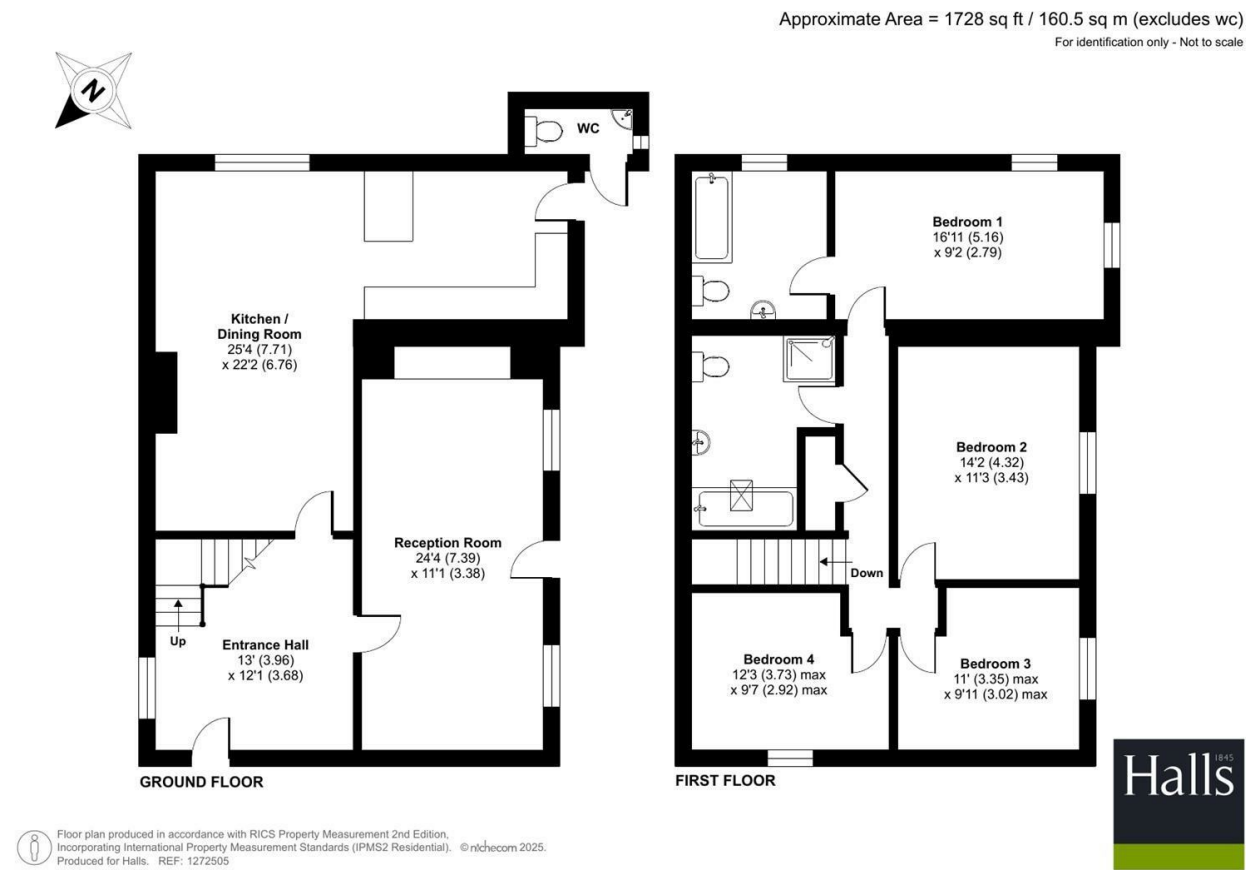 Approximate Area = 1728 sq ft / 160.5 sq m (excludes wc)
For identification only - Not to scale
N
WC
Kitchen /
Dining Room
25'4 (7.71)
x 22'2 (6.76)
Reception Room
24'4 (7.39)
x 11'1 (3.38)
Up
Entrance Hall
13' (3.96)
x 12'1 (3.68)
GROUND FLOOR
Bedroom 1
16'11 (5.16)
x 9'2 (2.79)
Bedroom 2
14'2 (4.32)
x 11'3 (3.43)
Down
Bedroom 4
12'3 (3.73) max
x 9'7 (2.92) max
Bedroom 3
11' (3.35) max
x 9'11 (3.02) max
FIRST FLOOR
Halls
1845
Floor plan produced in accordance with RICS Property Measurement 2nd Edition,
Incorporating International Property Measurement Standards (IPMS2 Residential). © nichecom 2025.
Produced for Halls. REF: 1272505